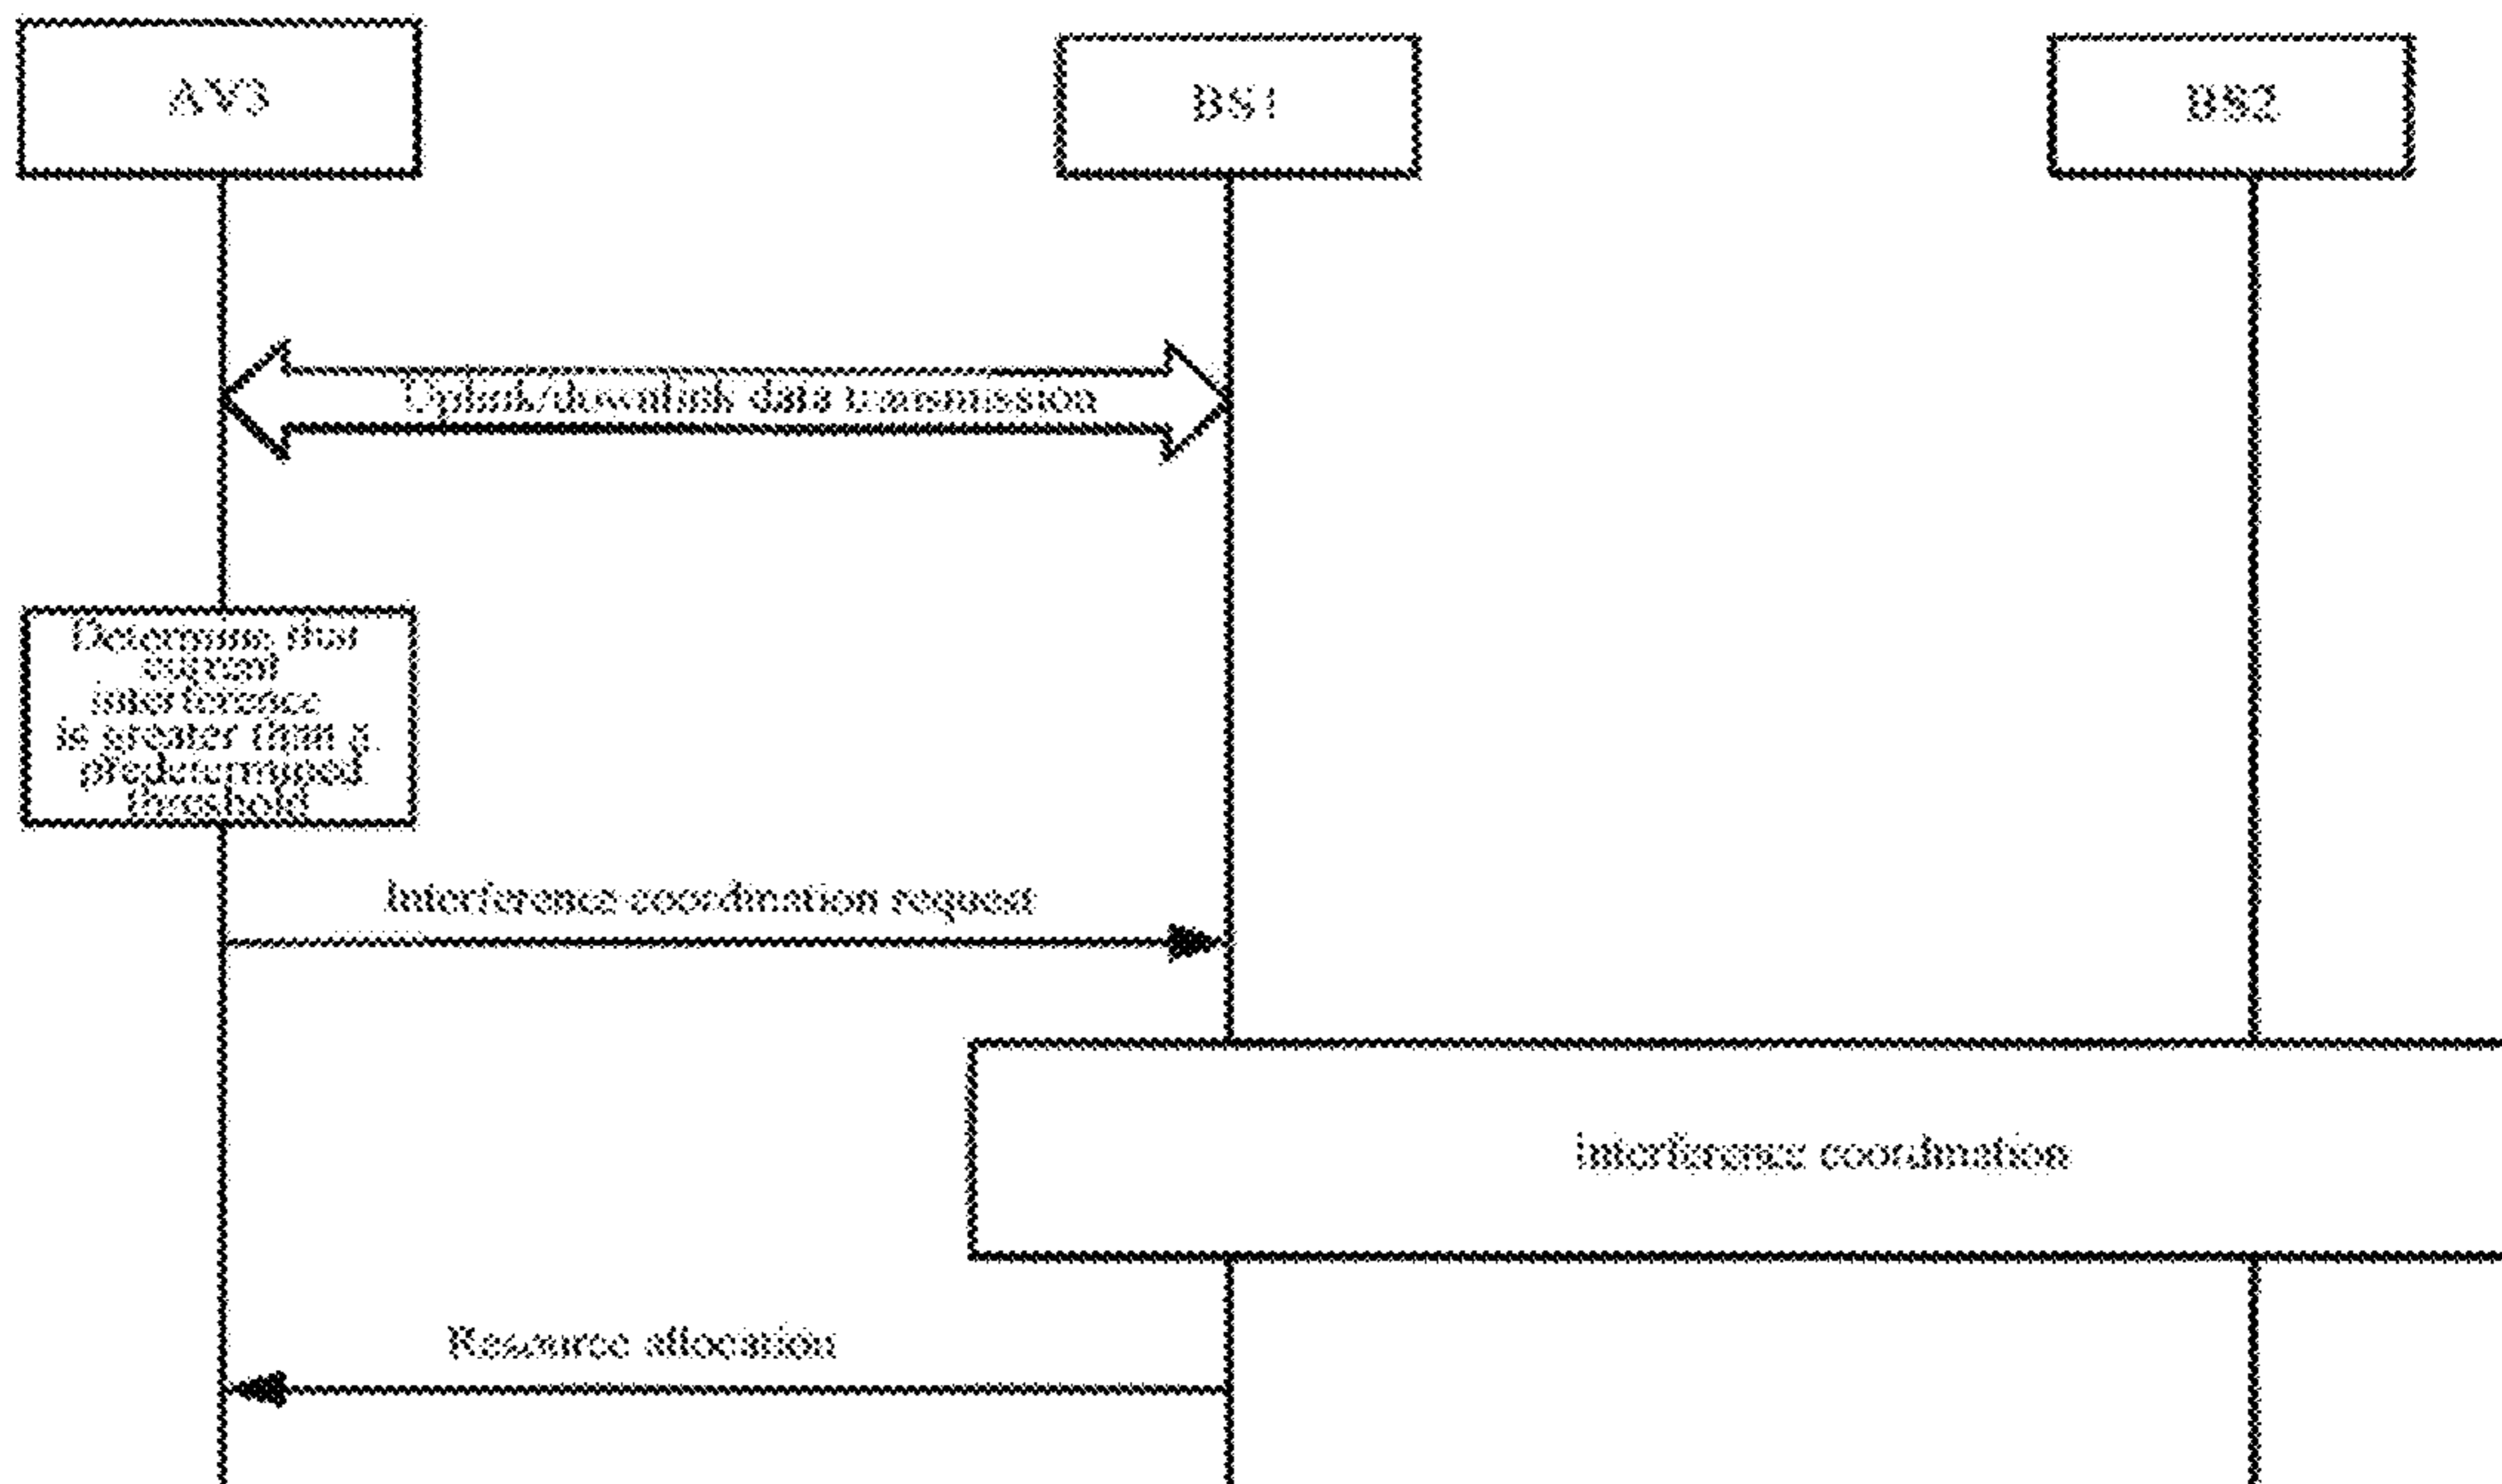 AV3
BS1
BS2
Uplink/downlink data transmission
Determine that
current
interference
is greater than a
predetermined
threshold
Interference coordination request
Interference coordination
Resource allocation